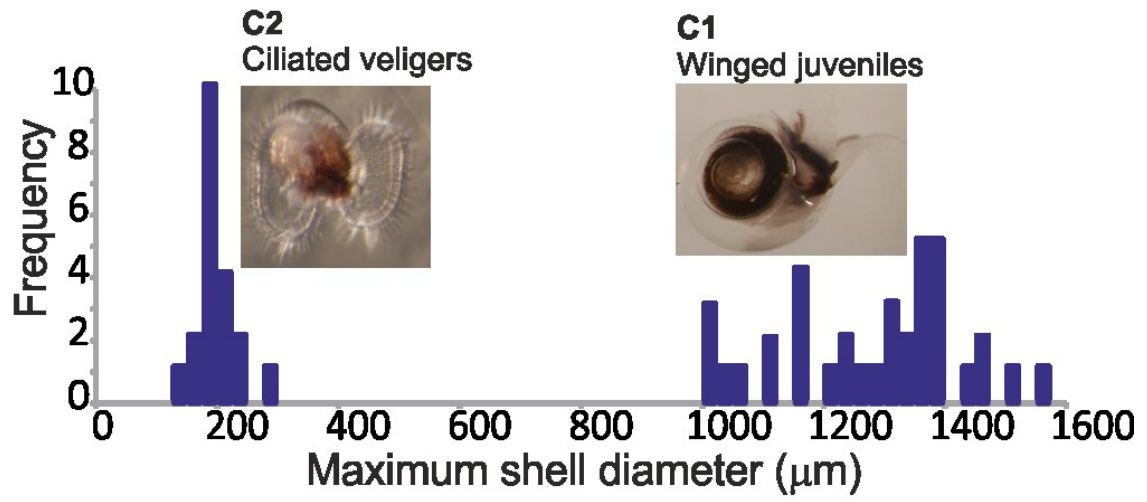 C2
Ciliated veligers
C1
Winged juveniles
Frequency
10
8
6
4
2
0
0 200 400 600 800 1000 1200 1400 1600
Maximum shell diameter (μm)